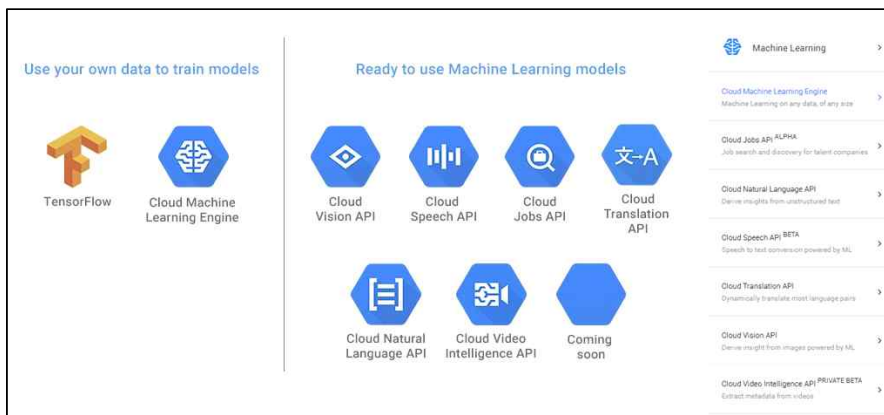 Use your own data to train models
TensorFlow
Cloud Machine
Learning Engine
Ready to use Machine Learning models
Cloud
Vision API
Cloud
Speech API
Cloud
Jobs API
文→A
Cloud
Translation
API
Cloud Natural
Language API
Cloud Video
Intelligence API
Coming
soon
Machine Learning
Cloud Machine Learning Engine
Machine Learning on any data, of any size
Cloud Jobs API ALPHA
Job search and discovery for talent companies
Cloud Natural Language API
Derive insights from unstructured text
Cloud Speech API BETA
Speech to text conversion powered by ML
Cloud Translation API
Dynamically translate most language pairs
Cloud Vision API
Derive insight from images powered by ML
Cloud Video Intelligence API PRIVATE BETA
Extract metadata from videos